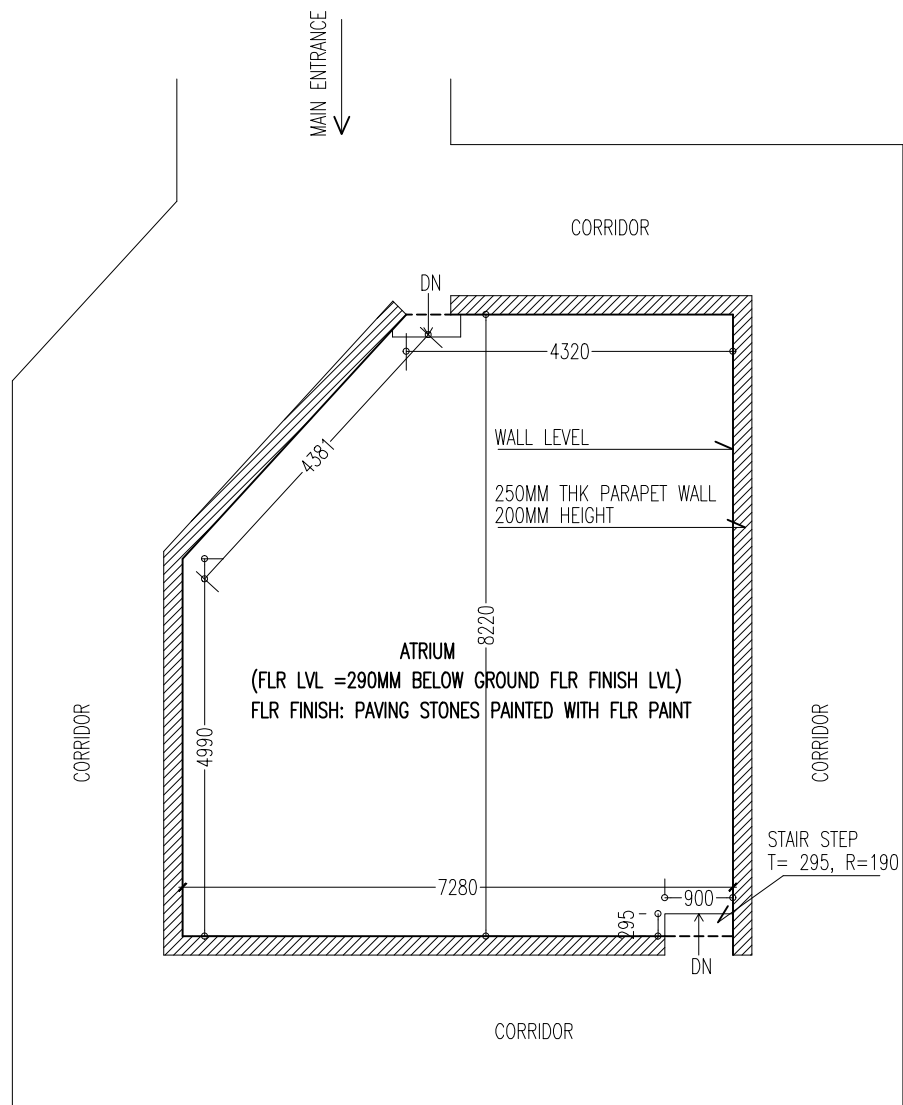 MAIN ENTRANCE
CORRIDOR
DN
4320
WALL LEVEL
4381
250MM THK PARAPET WALL
200MM HEIGHT
8220
ATRIUM
(FLR LVL =290MM BELOW GROUND FLR FINISH LVL)
FLR FINISH: PAVING STONES PAINTED WITH FLR PAINT
4990
CORRIDOR
CORRIDOR
STAIR STEP
T= 295, R=190
7280
900
295
DN
CORRIDOR